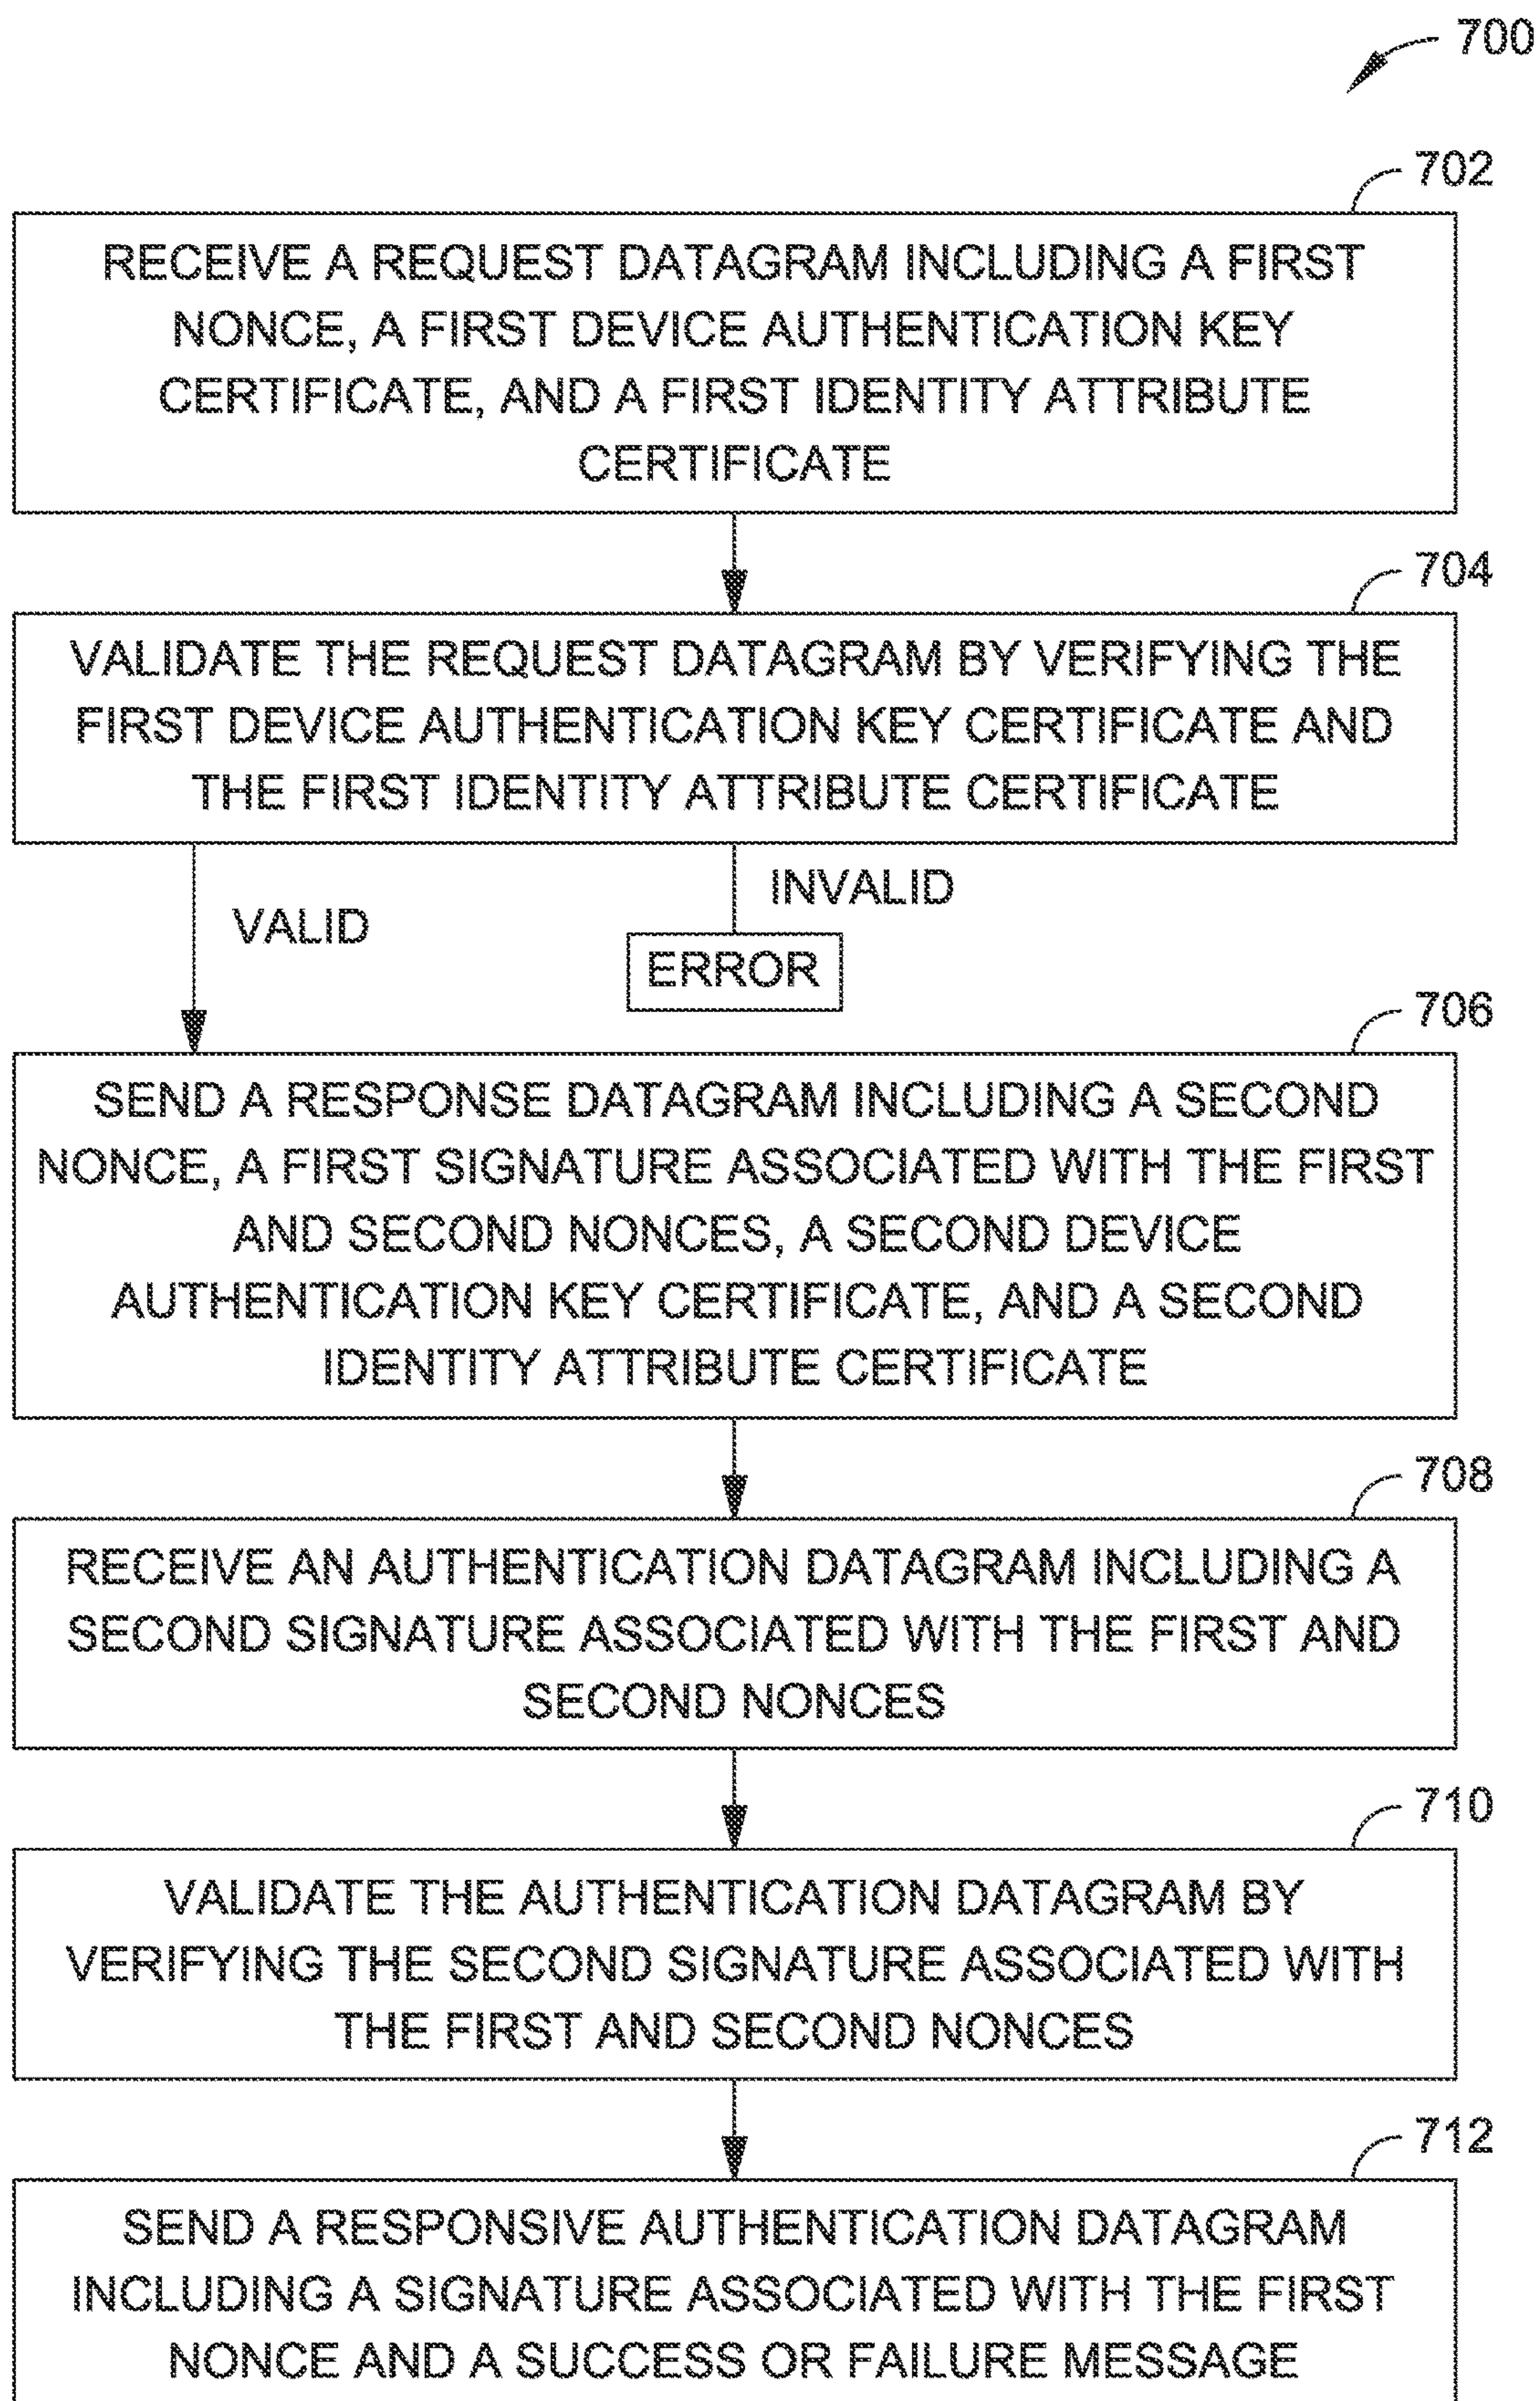 700
702
RECEIVE A REQUEST DATAGRAM INCLUDING A FIRST
NONCE, A FIRST DEVICE AUTHENTICATION KEY
CERTIFICATE, AND A FIRST IDENTITY ATTRIBUTE
CERTIFICATE
704
VALIDATE THE REQUEST DATAGRAM BY VERIFYING THE
FIRST DEVICE AUTHENTICATION KEY CERTIFICATE AND
THE FIRST IDENTITY ATTRIBUTE CERTIFICATE
INVALID
VALID
ERROR
706
SEND A RESPONSE DATAGRAM INCLUDING A SECOND
NONCE, A FIRST SIGNATURE ASSOCIATED WITH THE FIRST
AND SECOND NONCES, A SECOND DEVICE
AUTHENTICATION KEY CERTIFICATE, AND A SECOND
IDENTITY ATTRIBUTE CERTIFICATE
708
RECEIVE AN AUTHENTICATION DATAGRAM INCLUDING A
SECOND SIGNATURE ASSOCIATED WITH THE FIRST AND
SECOND NONCES
710
VALIDATE THE AUTHENTICATION DATAGRAM BY
VERIFYING THE SECOND SIGNATURE ASSOCIATED WITH
THE FIRST AND SECOND NONCES
712
SEND A RESPONSIVE AUTHENTICATION DATAGRAM
INCLUDING A SIGNATURE ASSOCIATED WITH THE FIRST
NONCE AND A SUCCESS OR FAILURE MESSAGE